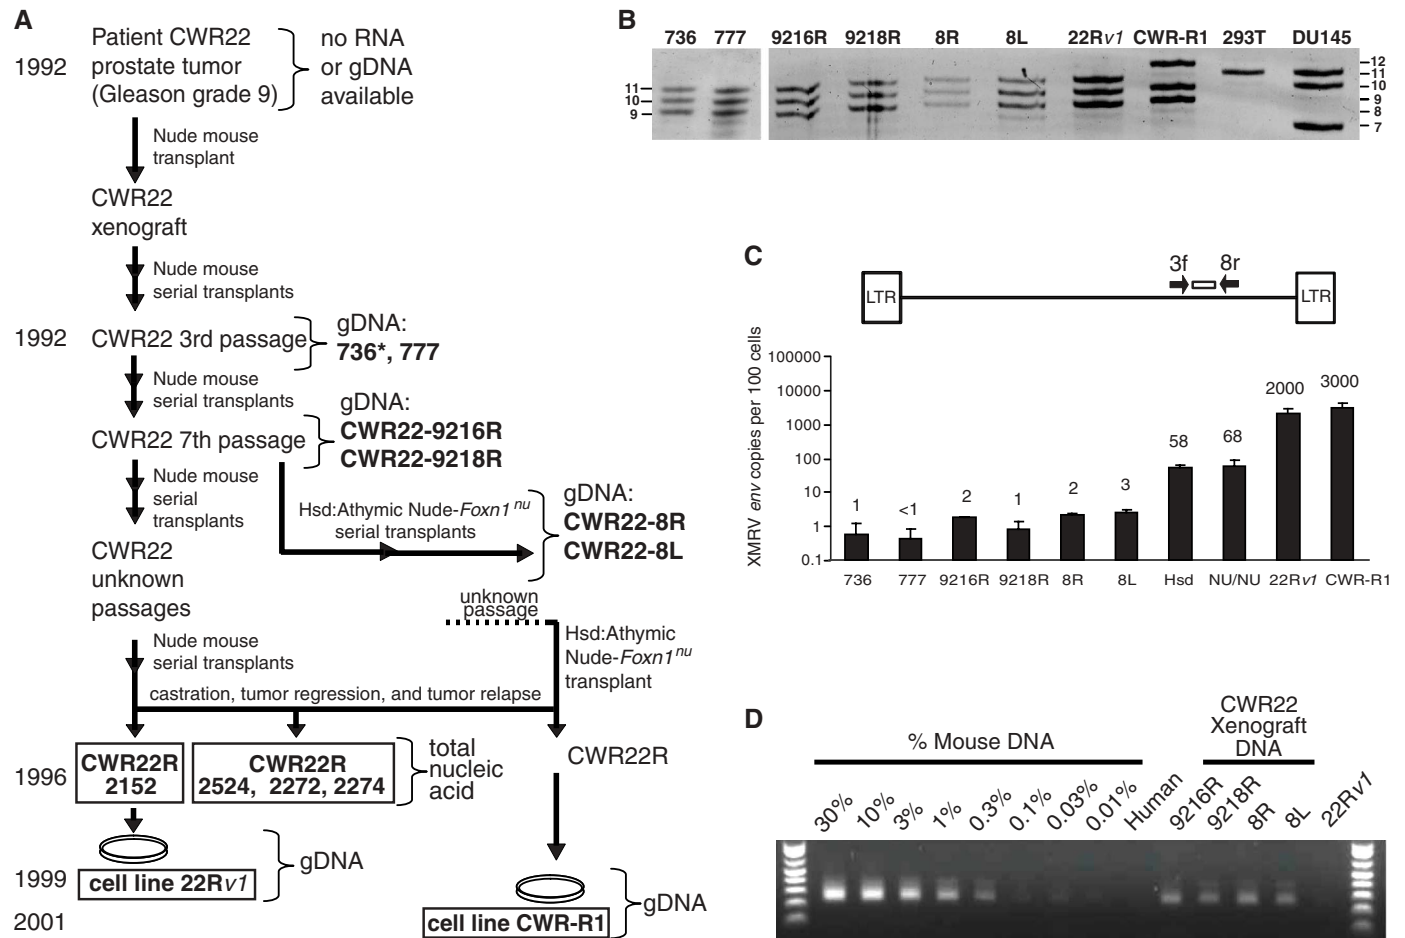 A
Patient CWR22
prostate tumor
(Gleason grade 9)
no RNA
or gDNA
available
1992
Nude mouse
transplant
CWR22
xenograft
Nude mouse
serial transplants
1992
CWR22 3rd passage
gDNA:
736*, 777
Nude mouse
serial transplants
CWR22 7th passage
gDNA:
CWR22-9216R
CWR22-9218R
Nude mouse
serial
transplants
Hsd:Athymic Nude-Foxn1nu
serial transplants
gDNA:
CWR22-8R
CWR22-8L
CWR22
unknown
passages
unknown
passage
Nude mouse
serial transplants
Hsd:Athymic
Nude-Foxn1nu
transplant
castration, tumor regression, and tumor relapse
1996
CWR22R
2152
CWR22R
2524, 2272, 2274
total
nucleic
acid
CWR22R
gDNA
1999
cell line 22Rv1
2001
cell line CWR-R1
gDNA
B
736 777 9216R 9218R 8R 8L 22Rv1 CWR-R1 293T DU145
11
10
9
12
11
10
9
8
7
C
3f 8r
LTR LTR
XMRV env copies per 100 cells
100000
10000
1000
100
10
1
0.1
1 <1 2 1 2 3 58 68 2000 3000
736 777 9216R 9218R 8R 8L Hsd NU/NU 22Rv1 CWR-R1
D
% Mouse DNA
CWR22
Xenograft
DNA
30% 10% 3% 1% 0.3% 0.1% 0.03% 0.01% Human 9216R 9218R 8R 8L 22Rv1